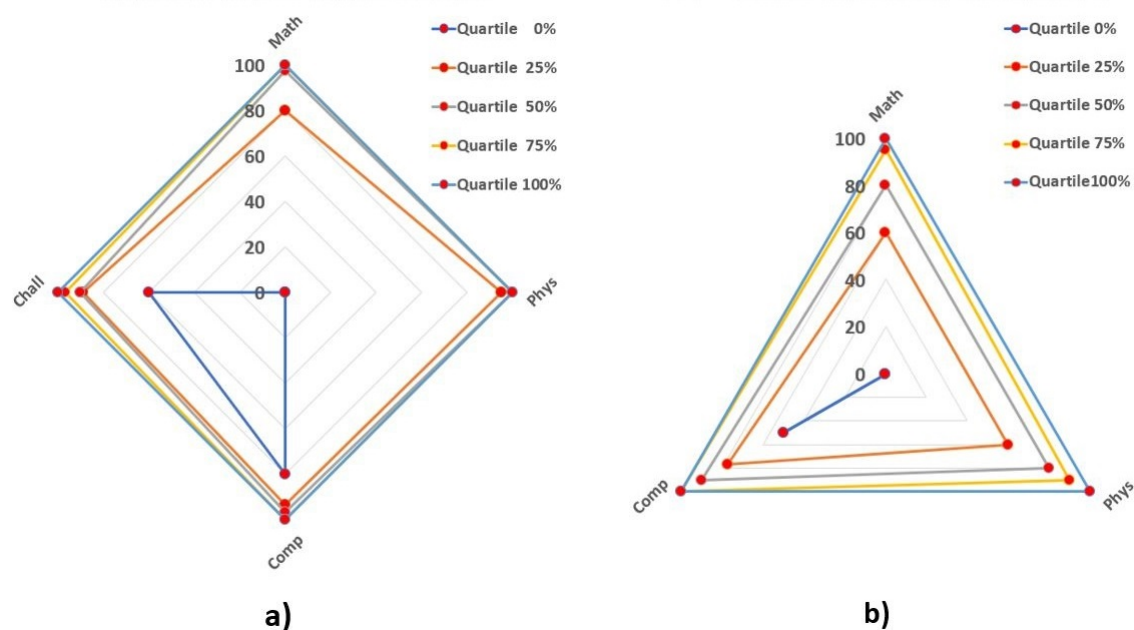 Math
Quartile 0%
Quartile 25%
Quartile 50%
Quartile 75%
Quartile 100%
100
80
60
40
20
0
Chall
Phys
Comp
a)
Quartile 0%
Quartile 25%
Quartile 50%
Quartile 75%
Quartile100%
Math
100
80
60
40
20
0
Comp
Phys
b)